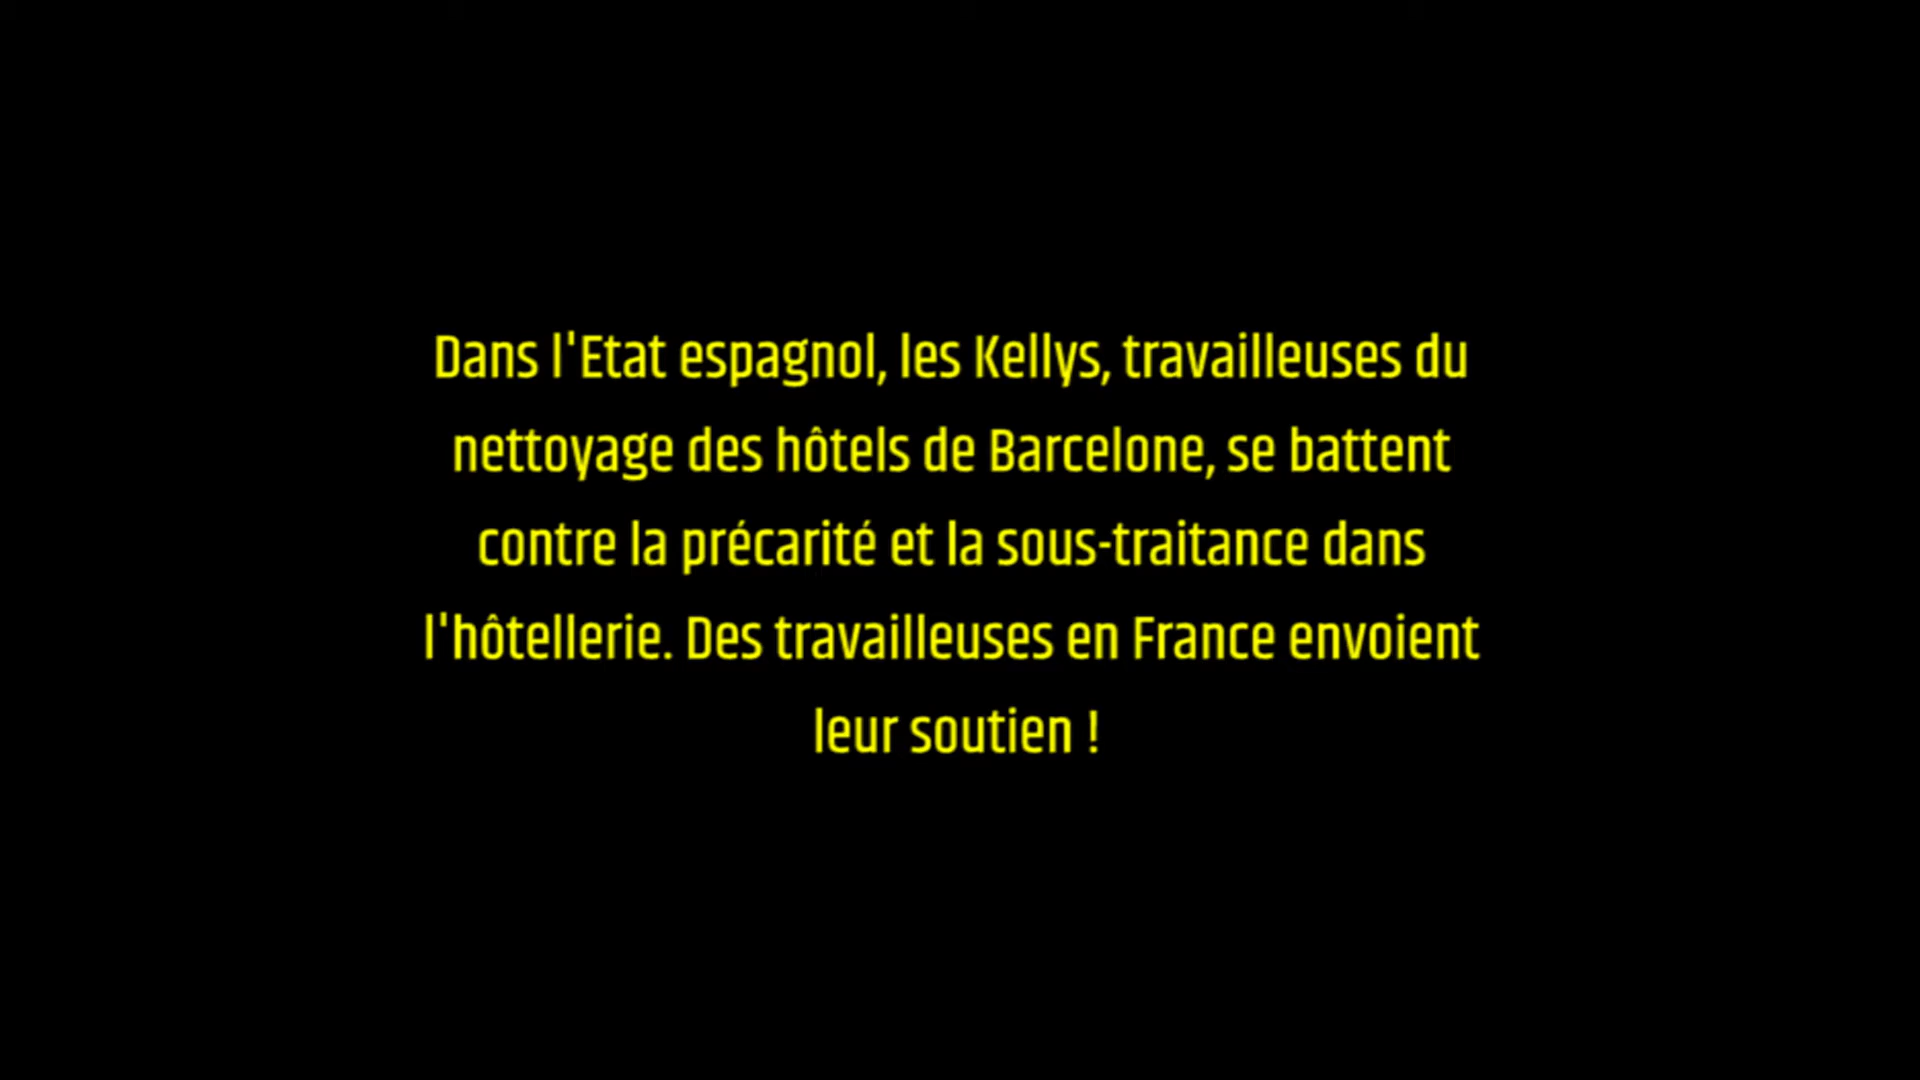 Dans l'Etat espagnol, les Kellys, travailleuses du
nettoyage des hôtels de Barcelone, se battent
contre la précarité et la sous-traitance dans
l'hôtellerie. Des travailleuses en France envoient
leur soutien !